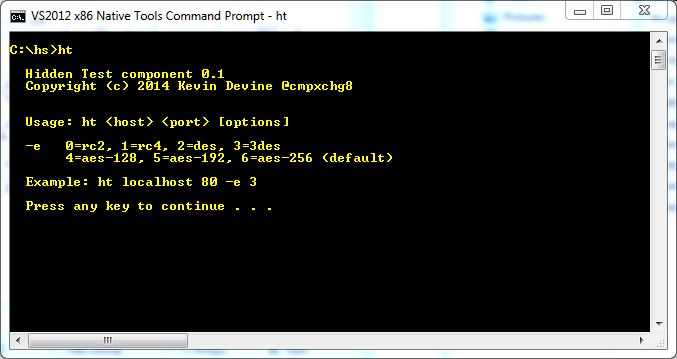 VS2012 x86 Native Tools Command Prompt - ht
C:\hs>ht
Hidden Test component 0.1
Copyright (c) 2014 Kevin Devine @cmpxchg8
Usage: ht <host> <port> [options]
-e   0=rc2, 1=rc4, 2=des, 3=3des
4=aes-128, 5=aes-192, 6=aes-256 (default)
Example: ht localhost 80 -e 3
Press any key to continue . . .